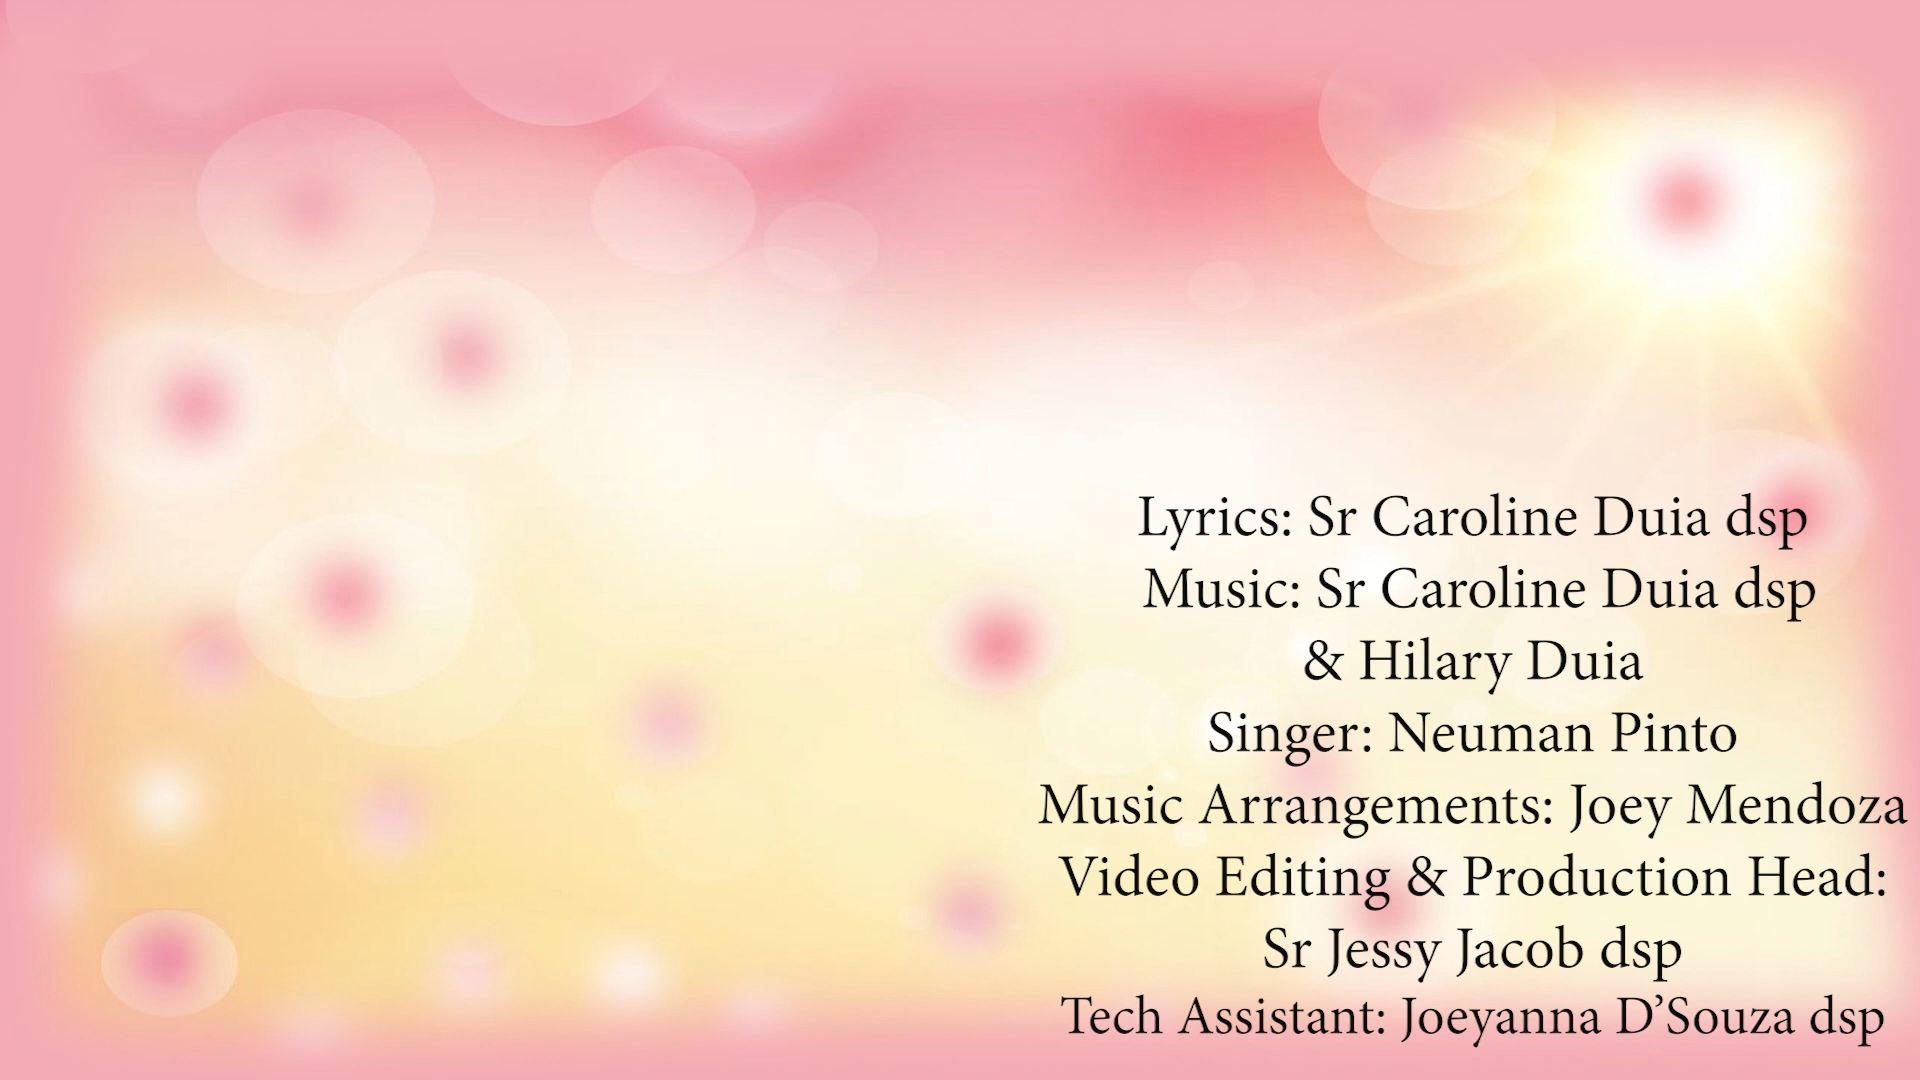 Lyrics: Sr Caroline Duia dsp
Music: Sr Caroline Duia dsp
& Hilary Duia
Singer: Neuman Pinto
Music Arrangements: Joey Mendoza
Video Editing & Production Head:
Sr Jessy Jacob dsp
Tech Assistant: Joeyanna D’Souza dsp